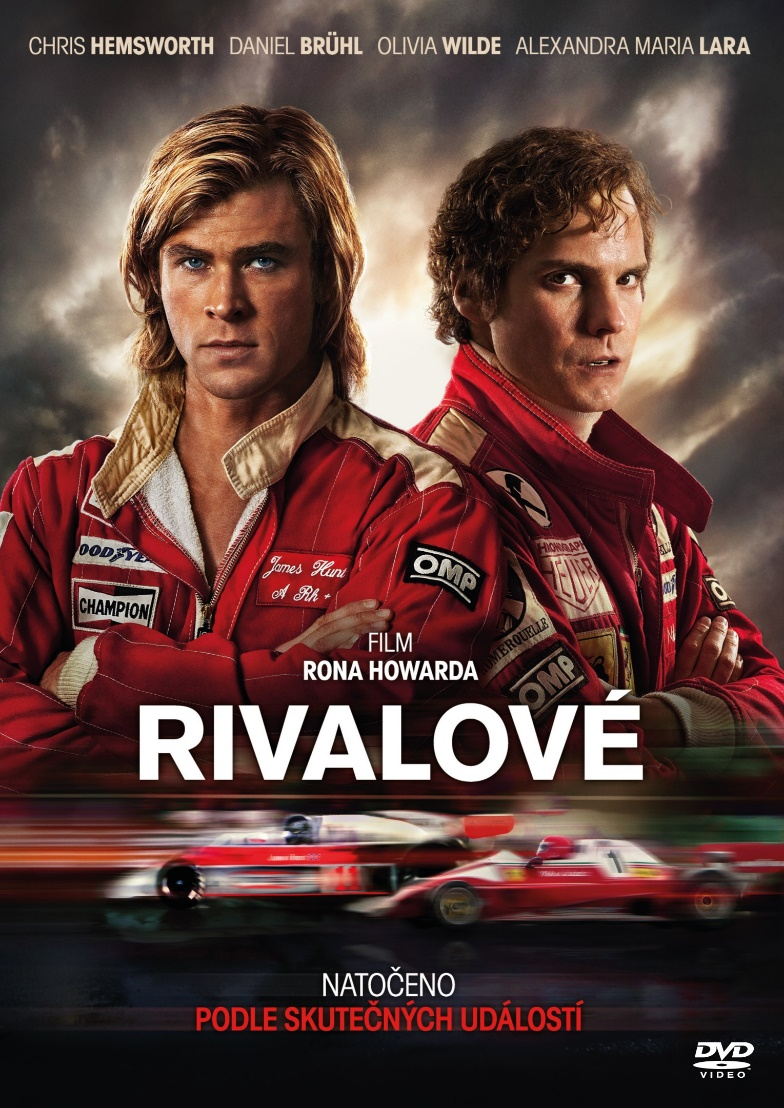 CHRIS HEMSWORTH DANIEL BRÜHL OLIVIA WILDE ALEXANDRA MARIA LARA
CHAMPION
James Hunt
A Rh +
OMP
OMP
FILM
RONA HOWARDA
RIVALOVÉ
NATOČENO
PODLE SKUTEČNÝCH UDÁLOSTÍ
DVD
VIDEO